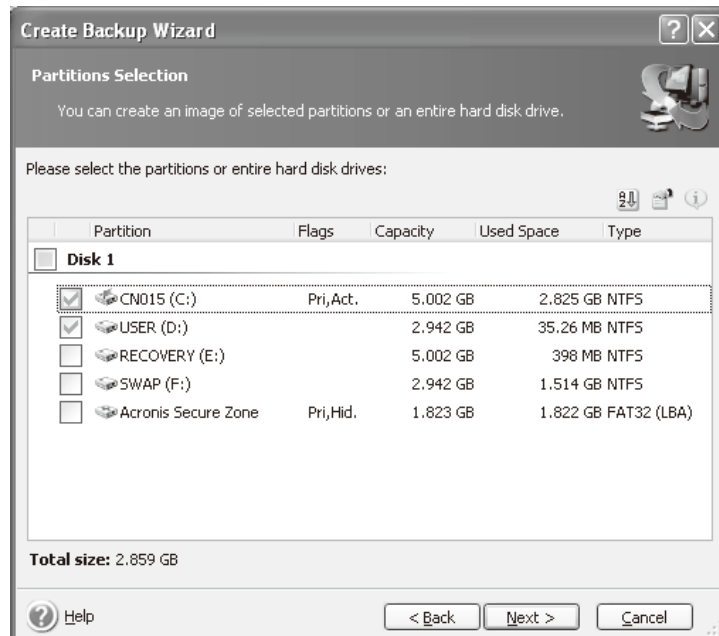 Create Backup Wizard
Partitions Selection
You can create an image of selected partitions or an entire hard disk drive.
Please select the partitions or entire hard disk drives:
Partition Flags Capacity Used Space Type
Disk 1
CN015 (C:) Pri,Act. 5.002 GB 2.825 GB NTFS
USER (D:) 2.942 GB 35.26 MB NTFS
RECOVERY (E:) 5.002 GB 398 MB NTFS
SWAP (F:) 2.942 GB 1.514 GB NTFS
Acronis Secure Zone Pri,Hid. 1.823 GB 1.822 GB FAT32 (LBA)
Total size: 2.859 GB
Help < Back Next > Cancel